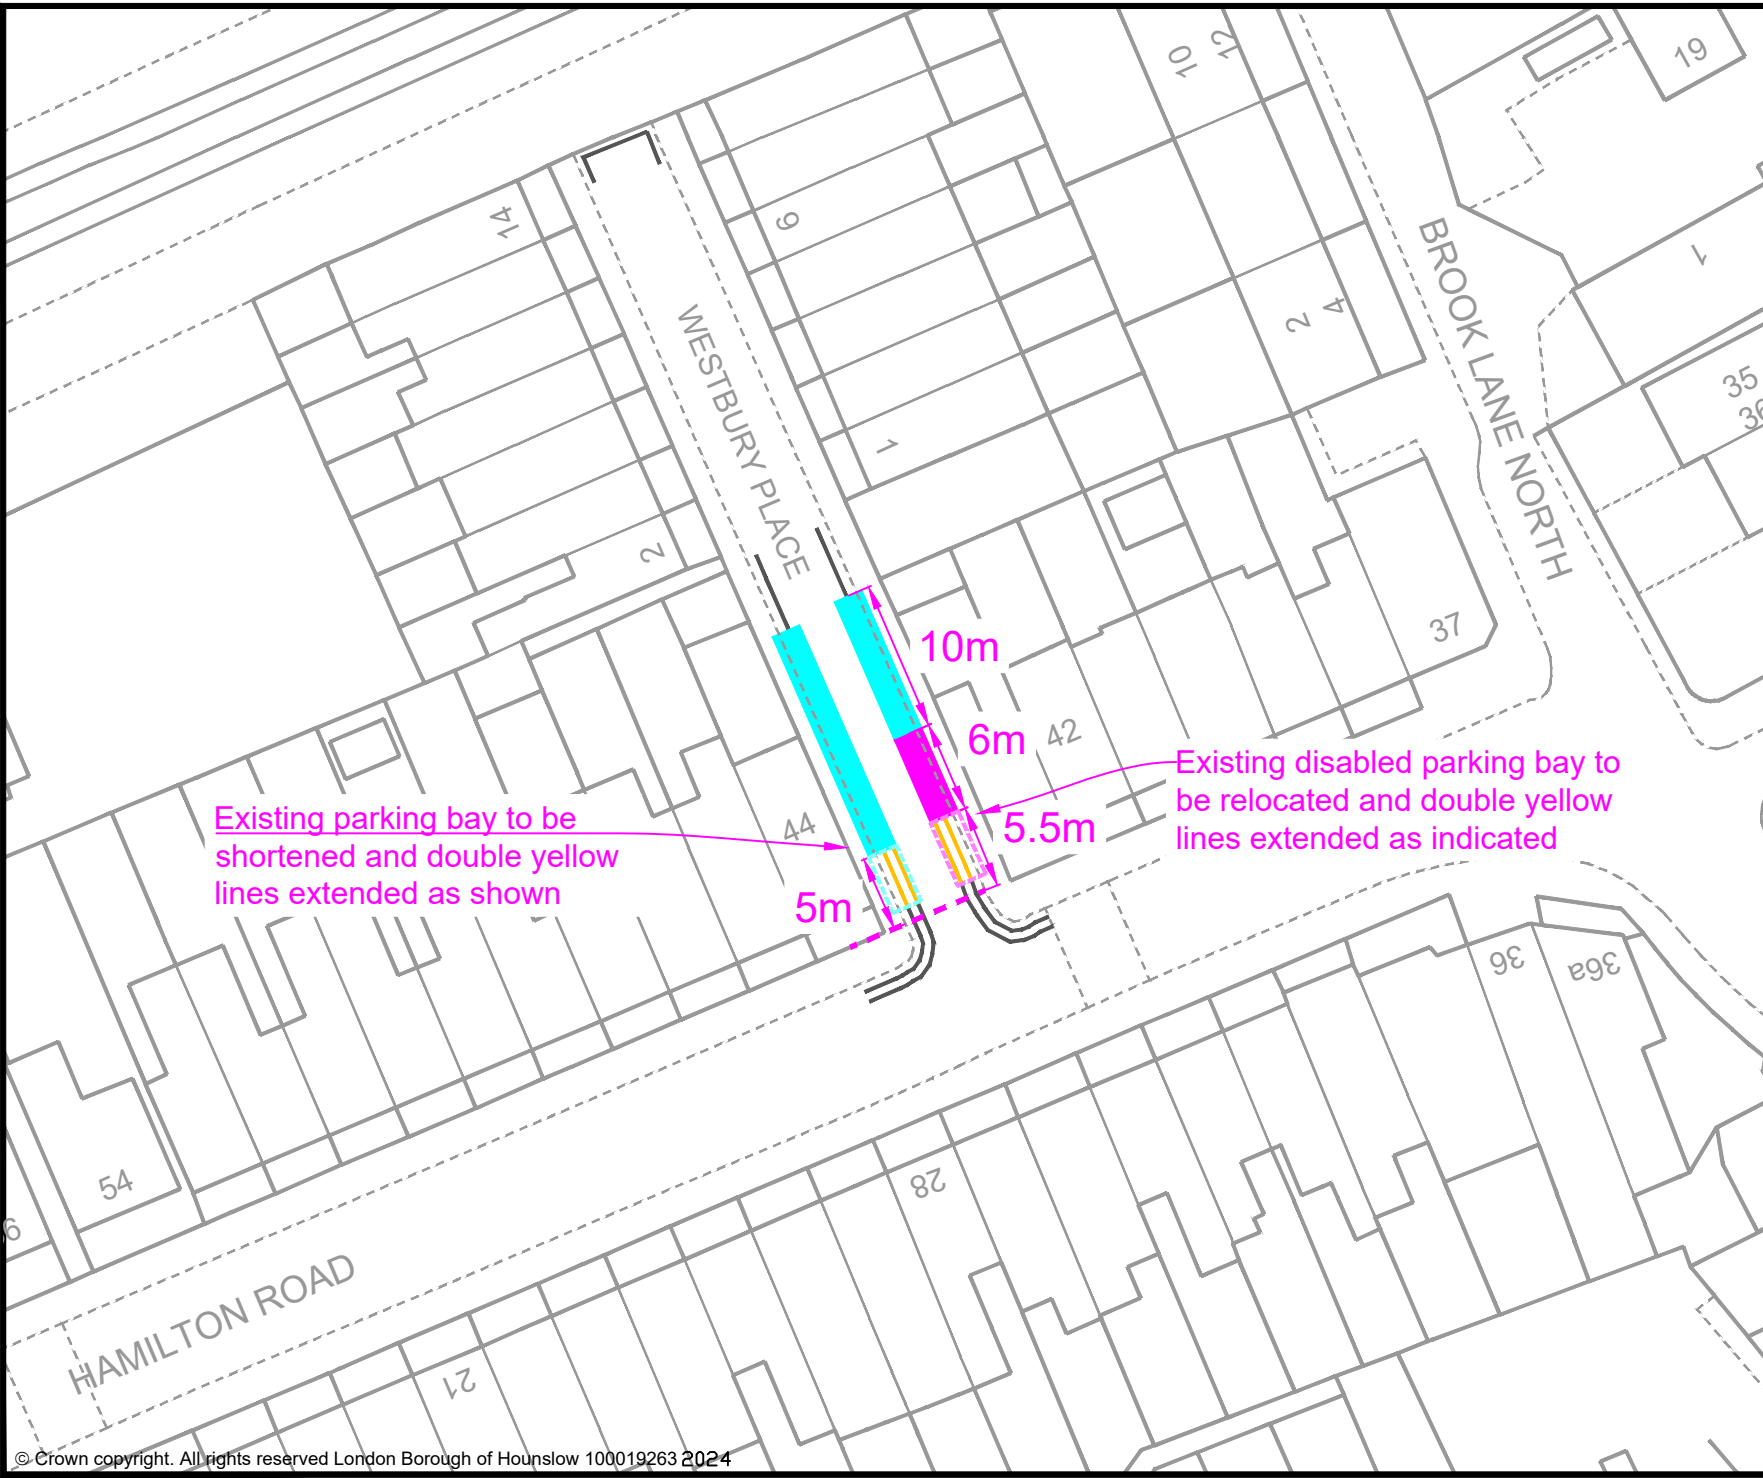 10
12
19
14
9
BROOK LANE NORTH
1
WESTBURY PLACE
2
4
35
36
1
2
37
10m
42
6m
Existing disabled parking bay to
be relocated and double yellow
lines extended as indicated
Existing parking bay to be
shortened and double yellow
lines extended as shown
44
5.5m
5m
36
36a
54
28
6
HAMILTON ROAD
21
© Crown copyright. All rights reserved London Borough of Hounslow 100019263 2024